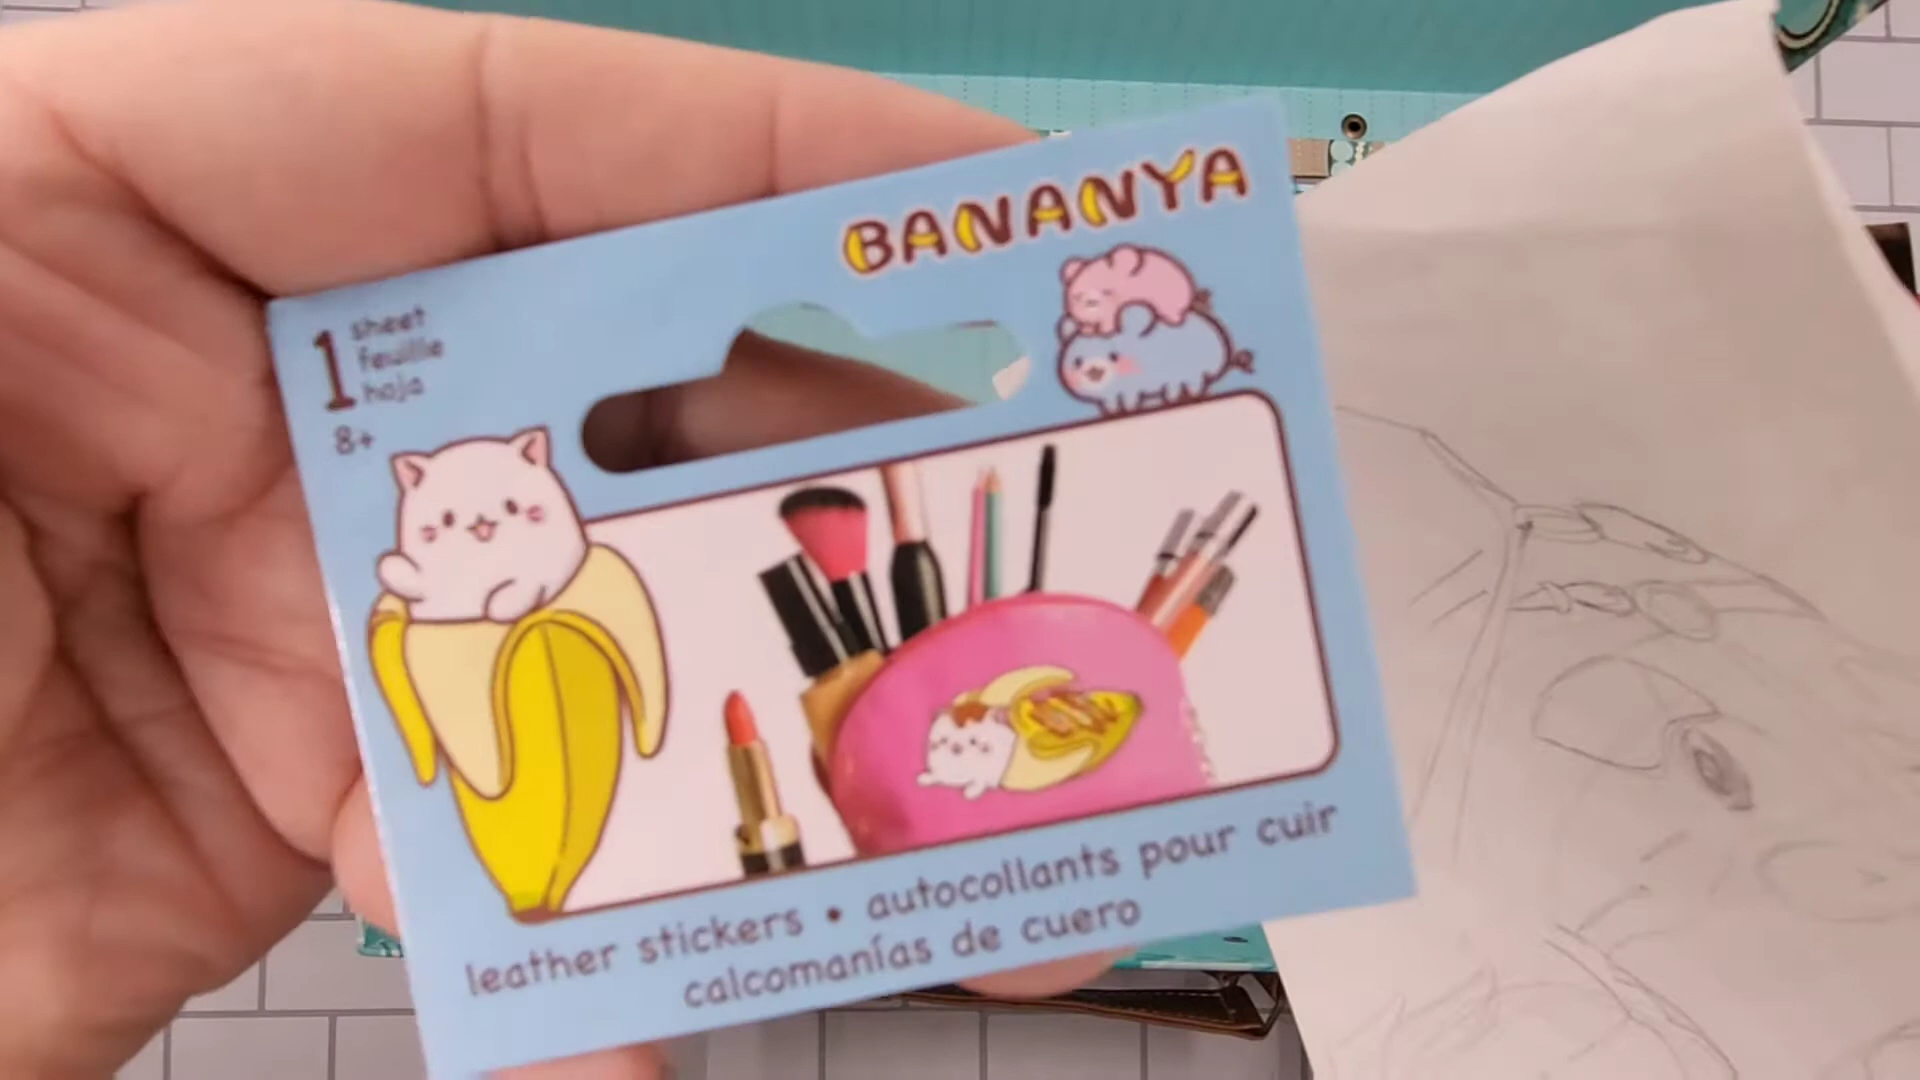 BANANYA
1 sheet
feuille
hoja
8+
leather stickers • autocollants pour cuir
calcomanías de cuero